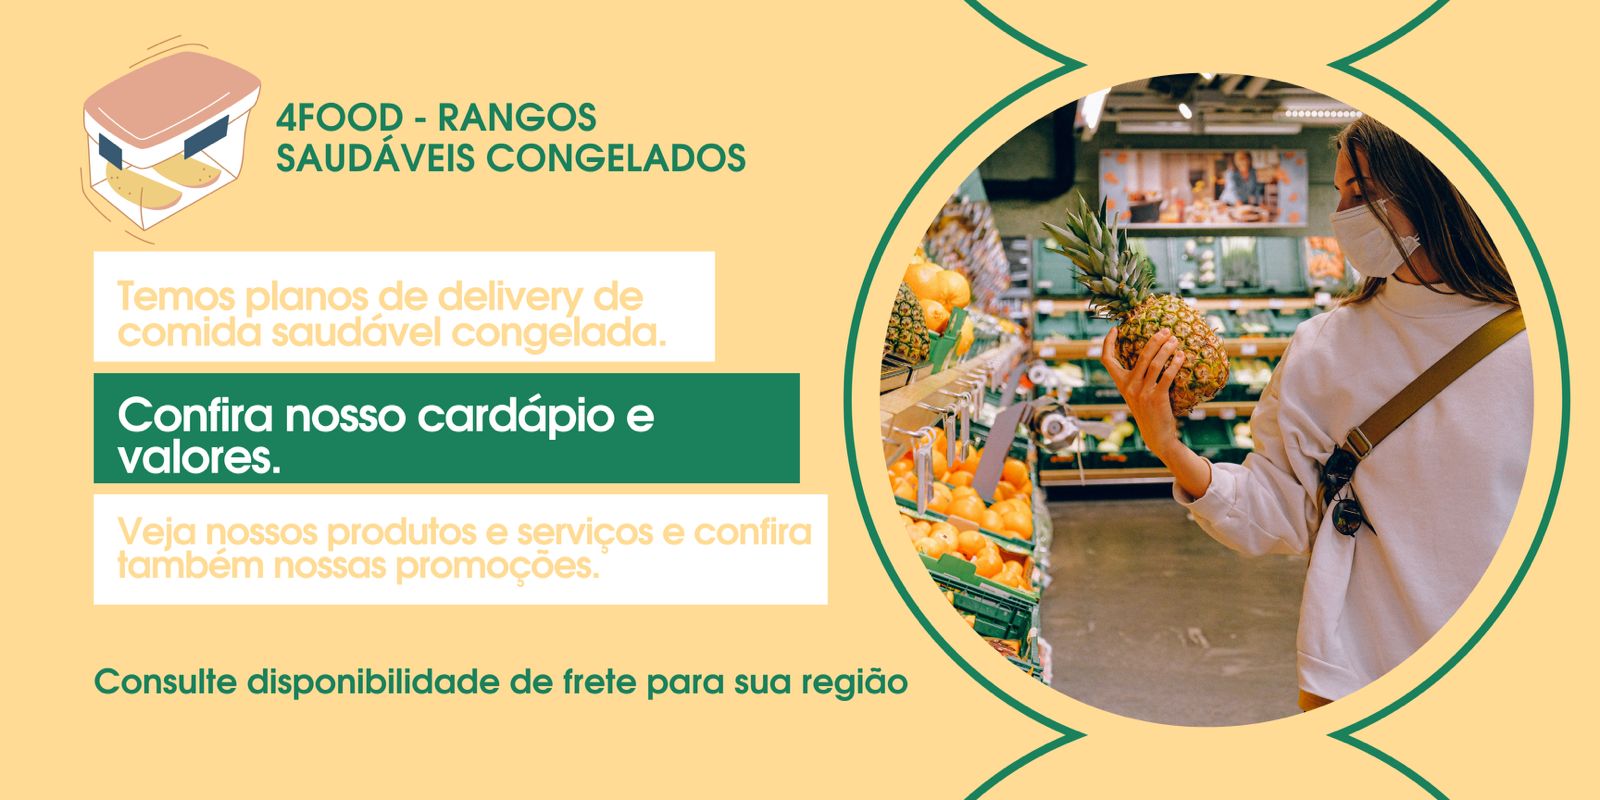 4FOOD - RANGOS
SAUDÁVEIS CONGELADOS
Temos planos de delivery de
comida saudável congelada.
Confira nosso cardápio e
valores.
Veja nossos produtos e serviços e confira
também nossas promoções.
Consulte disponibilidade de frete para sua região